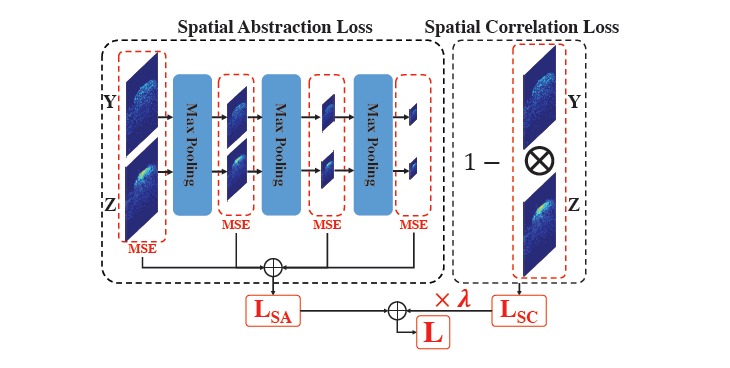 Spatial Abstraction Loss
Spatial Correlation Loss
Y
Z
Max Pooling
Max Pooling
Max Pooling
MSE
MSE
MSE
MSE
1 −
Y
Z
L_SA
× λ
L_SC
L